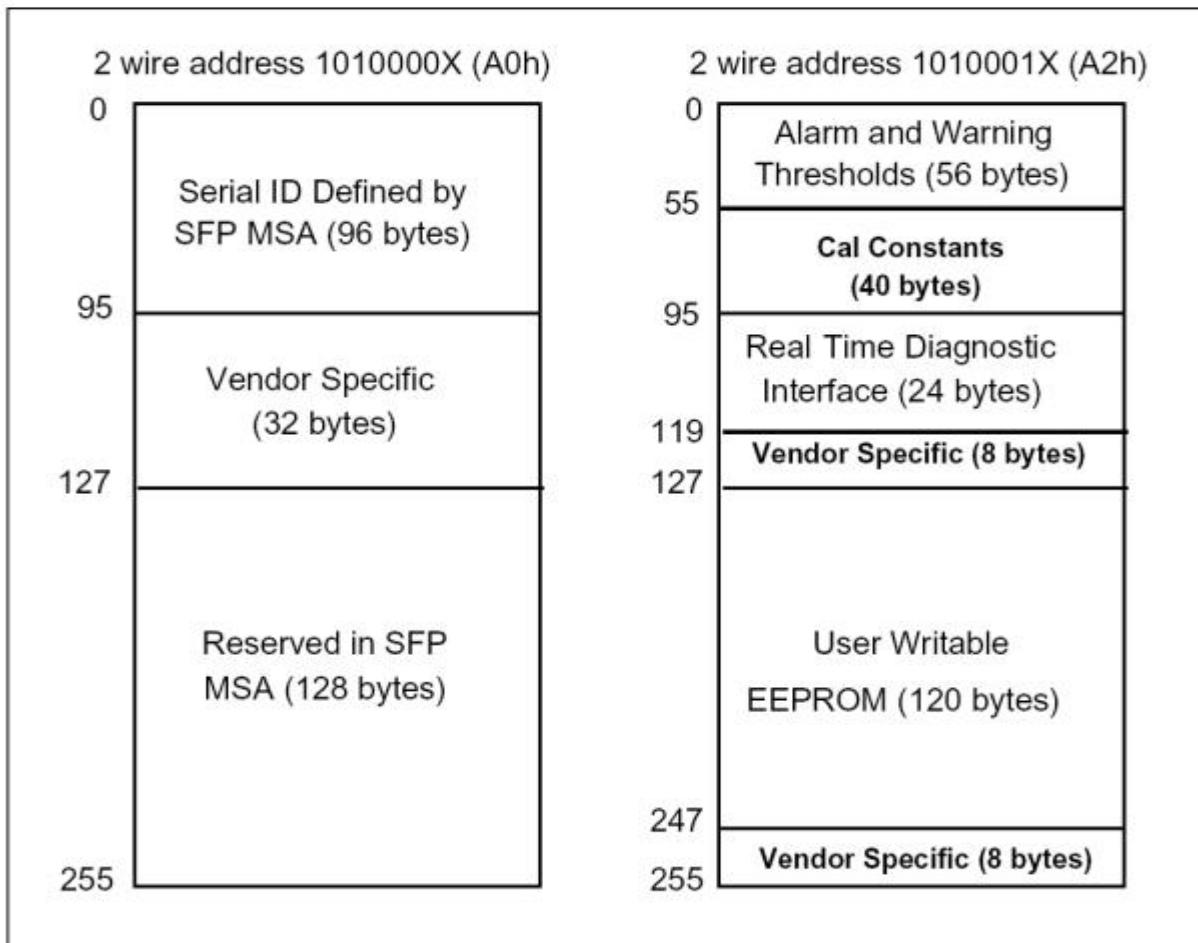 2 wire address 1010000X (A0h)
0
Serial ID Defined by
SFP MSA (96 bytes)
95
Vendor Specific
(32 bytes)
127
Reserved in SFP
MSA (128 bytes)
255
2 wire address 1010001X (A2h)
0
Alarm and Warning
Thresholds (56 bytes)
55
Cal Constants
(40 bytes)
95
Real Time Diagnostic
Interface (24 bytes)
119
Vendor Specific (8 bytes)
127
User Writable
EEPROM (120 bytes)
247
Vendor Specific (8 bytes)
255